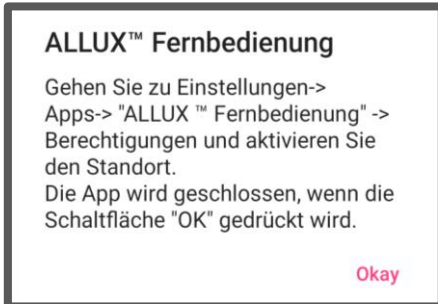 ALLUX™ Fernbedienung
Gehen Sie zu Einstellungen->
Apps-> "ALLUX ™ Fernbedienung" ->
Berechtigungen und aktivieren Sie
den Standort.
Die App wird geschlossen, wenn die
Schaltfläche "OK" gedrückt wird.
Okay